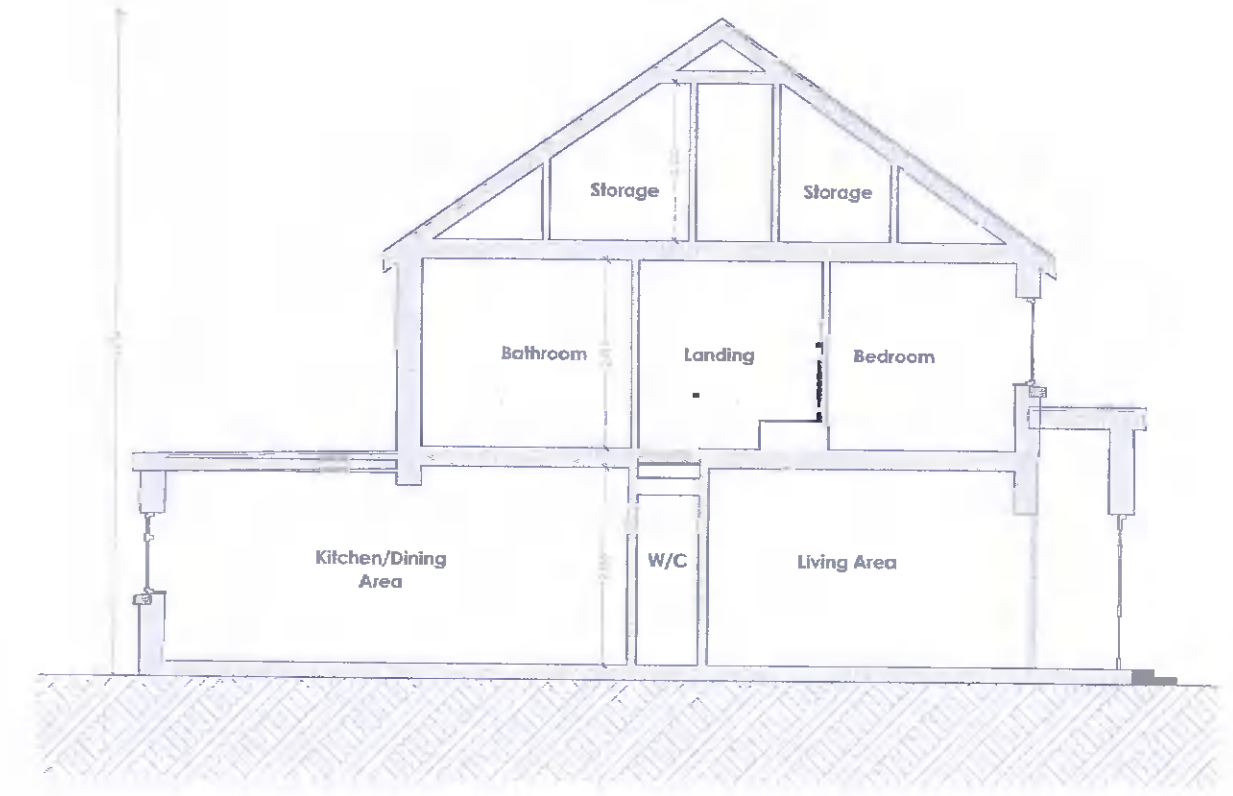 Storage
Storage
Bathroom
Landing
Bedroom
Kitchen/Dining
Area
W/C
Living Area